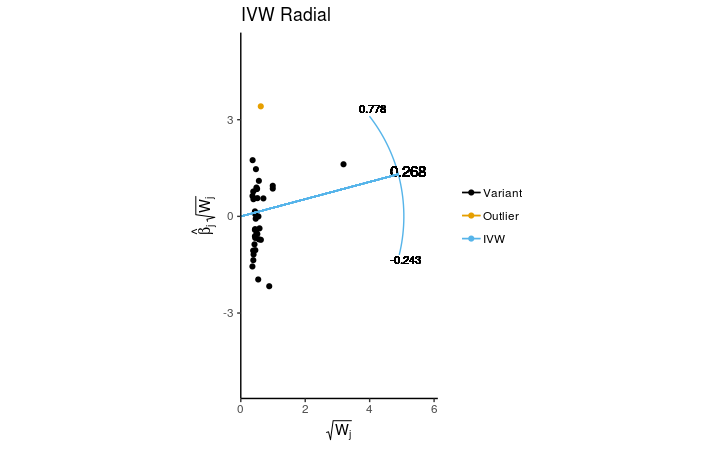 IVW Radial
0.778
3
0.268
Variant
β̂j√Wj
0
Outlier
IVW
-0.243
-3
0 2 4 6
√Wj